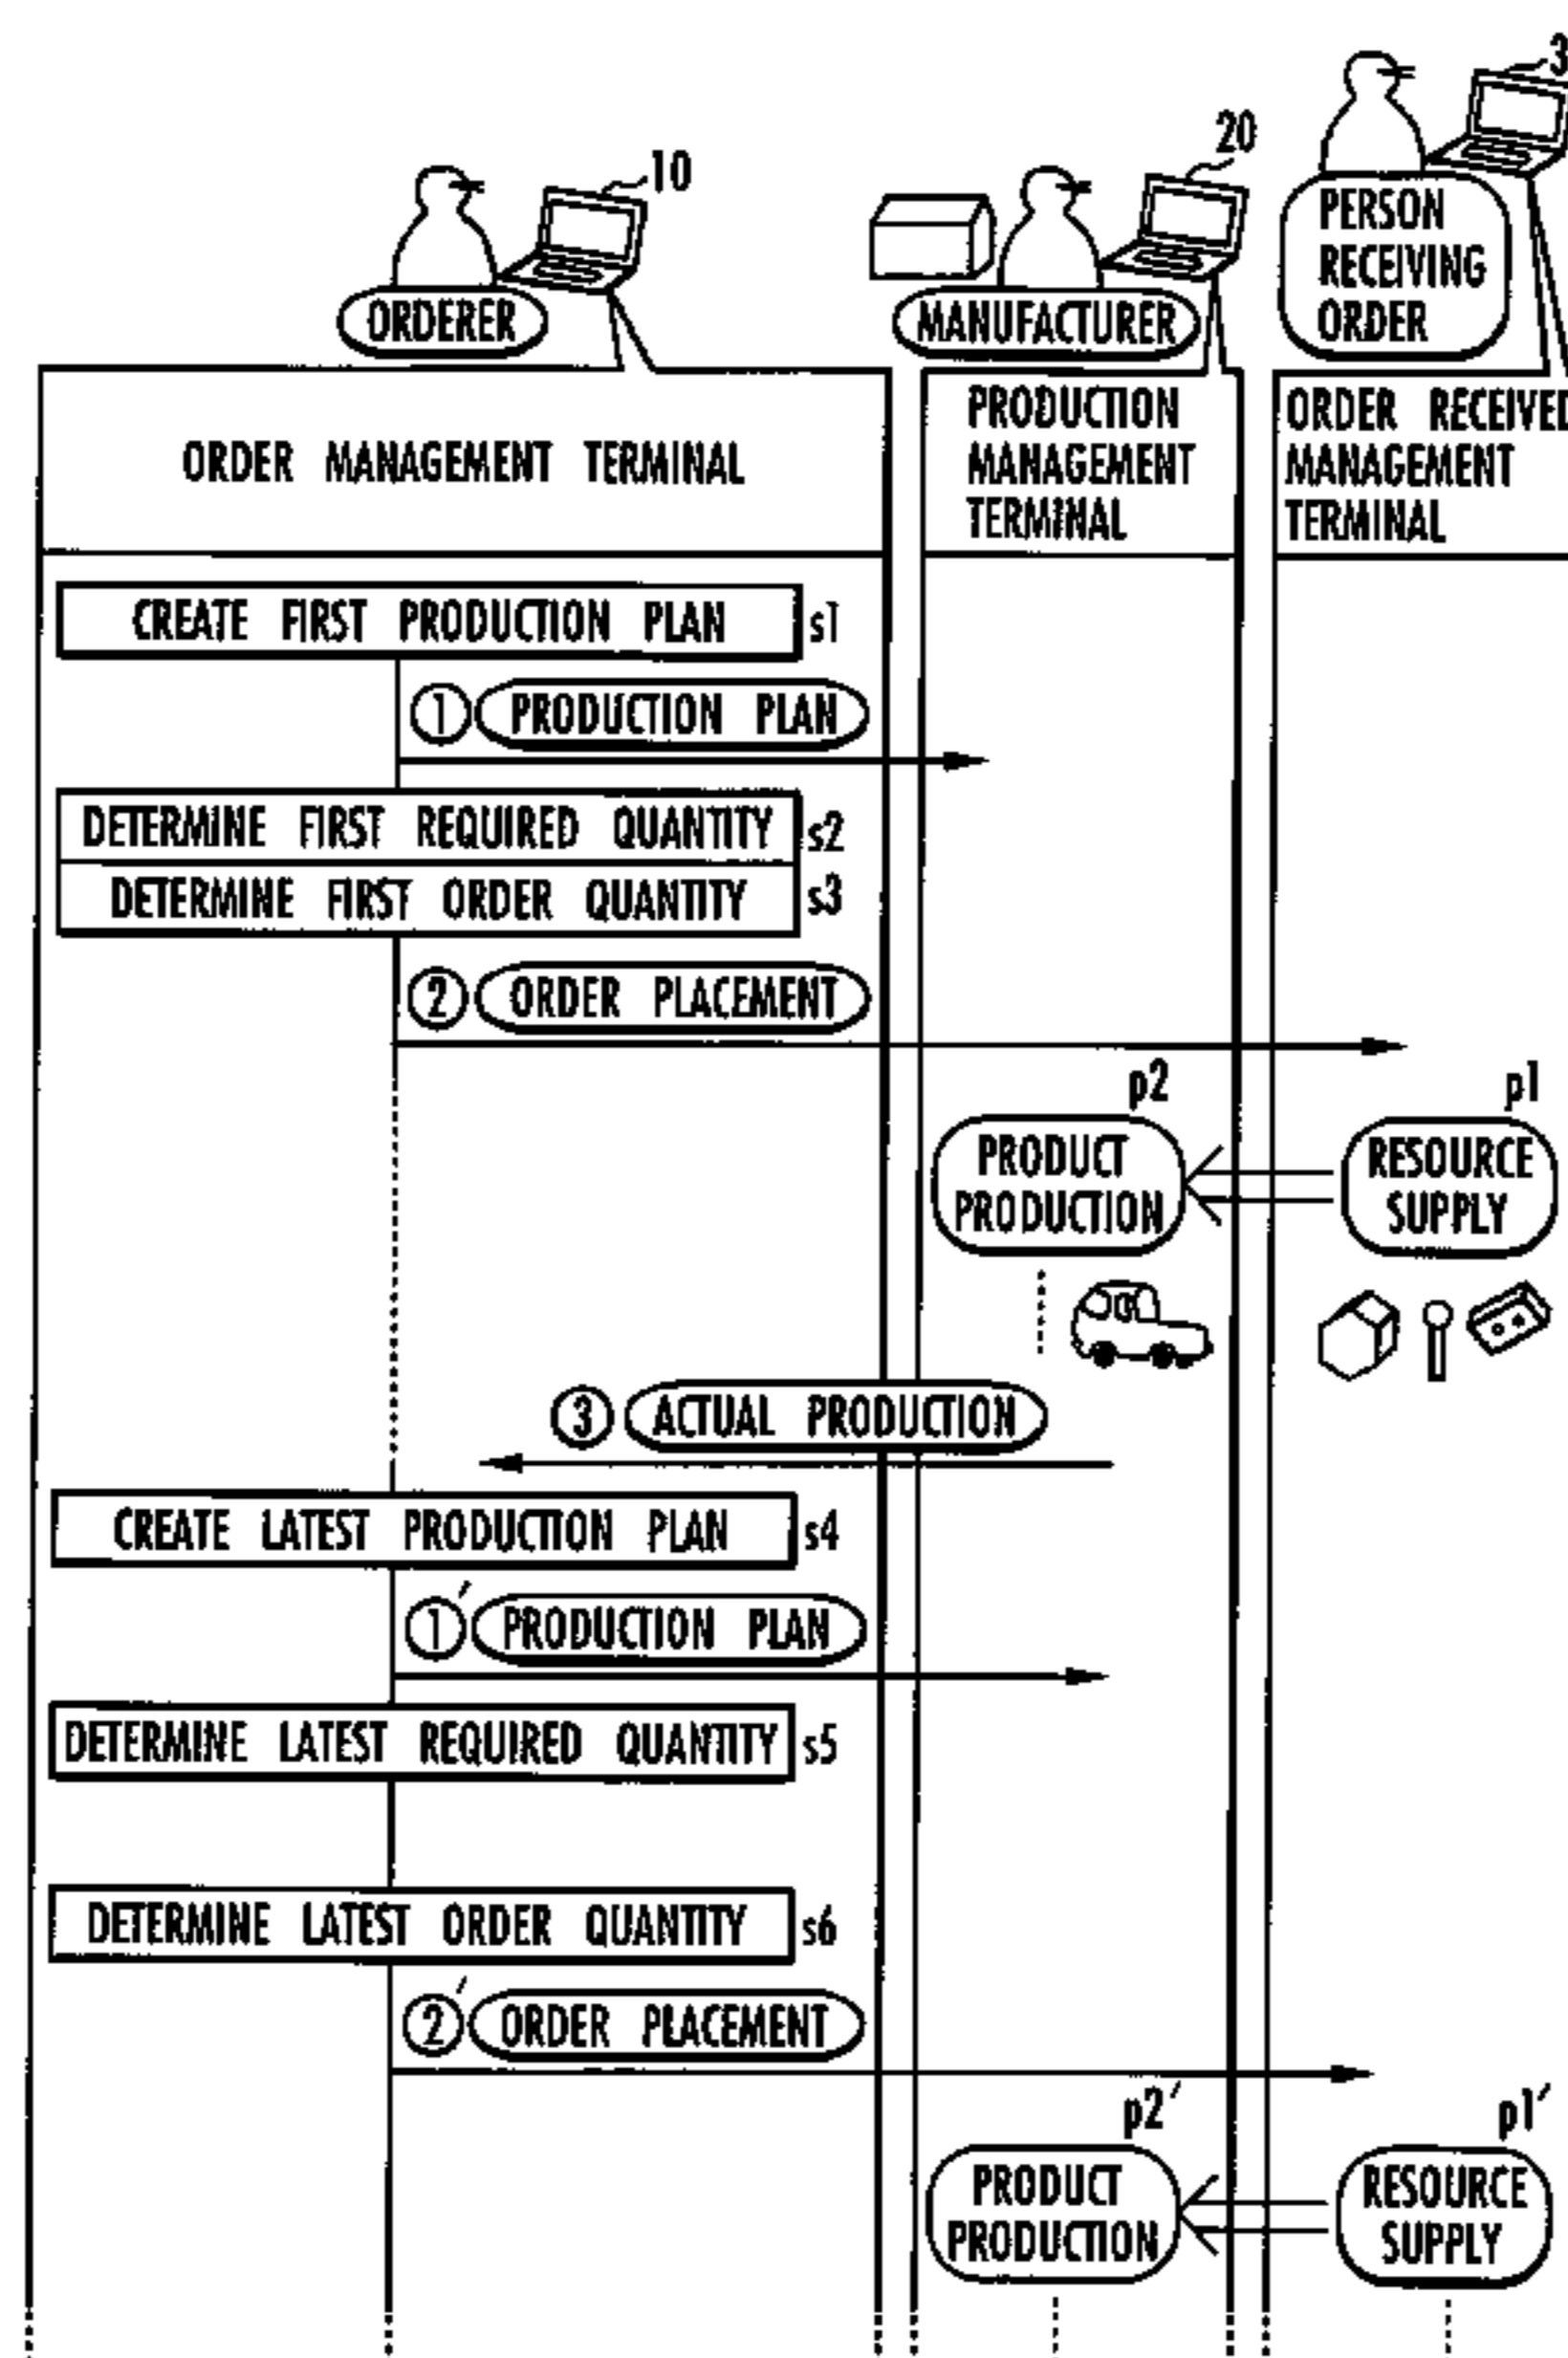 10
20
3
ORDERER
MANUFACTURER
PERSON
RECEIVING
ORDER
ORDER MANAGEMENT TERMINAL
PRODUCTION
MANAGEMENT
TERMINAL
ORDER RECEIVED
MANAGEMENT
TERMINAL
CREATE FIRST PRODUCTION PLAN s1
1 PRODUCTION PLAN
DETERMINE FIRST REQUIRED QUANTITY s2
DETERMINE FIRST ORDER QUANTITY s3
2 ORDER PLACEMENT
p2
PRODUCT
PRODUCTION
p1
RESOURCE
SUPPLY
3 ACTUAL PRODUCTION
CREATE LATEST PRODUCTION PLAN s4
1' PRODUCTION PLAN
DETERMINE LATEST REQUIRED QUANTITY s5
DETERMINE LATEST ORDER QUANTITY s6
2' ORDER PLACEMENT
p2'
PRODUCT
PRODUCTION
p1'
RESOURCE
SUPPLY